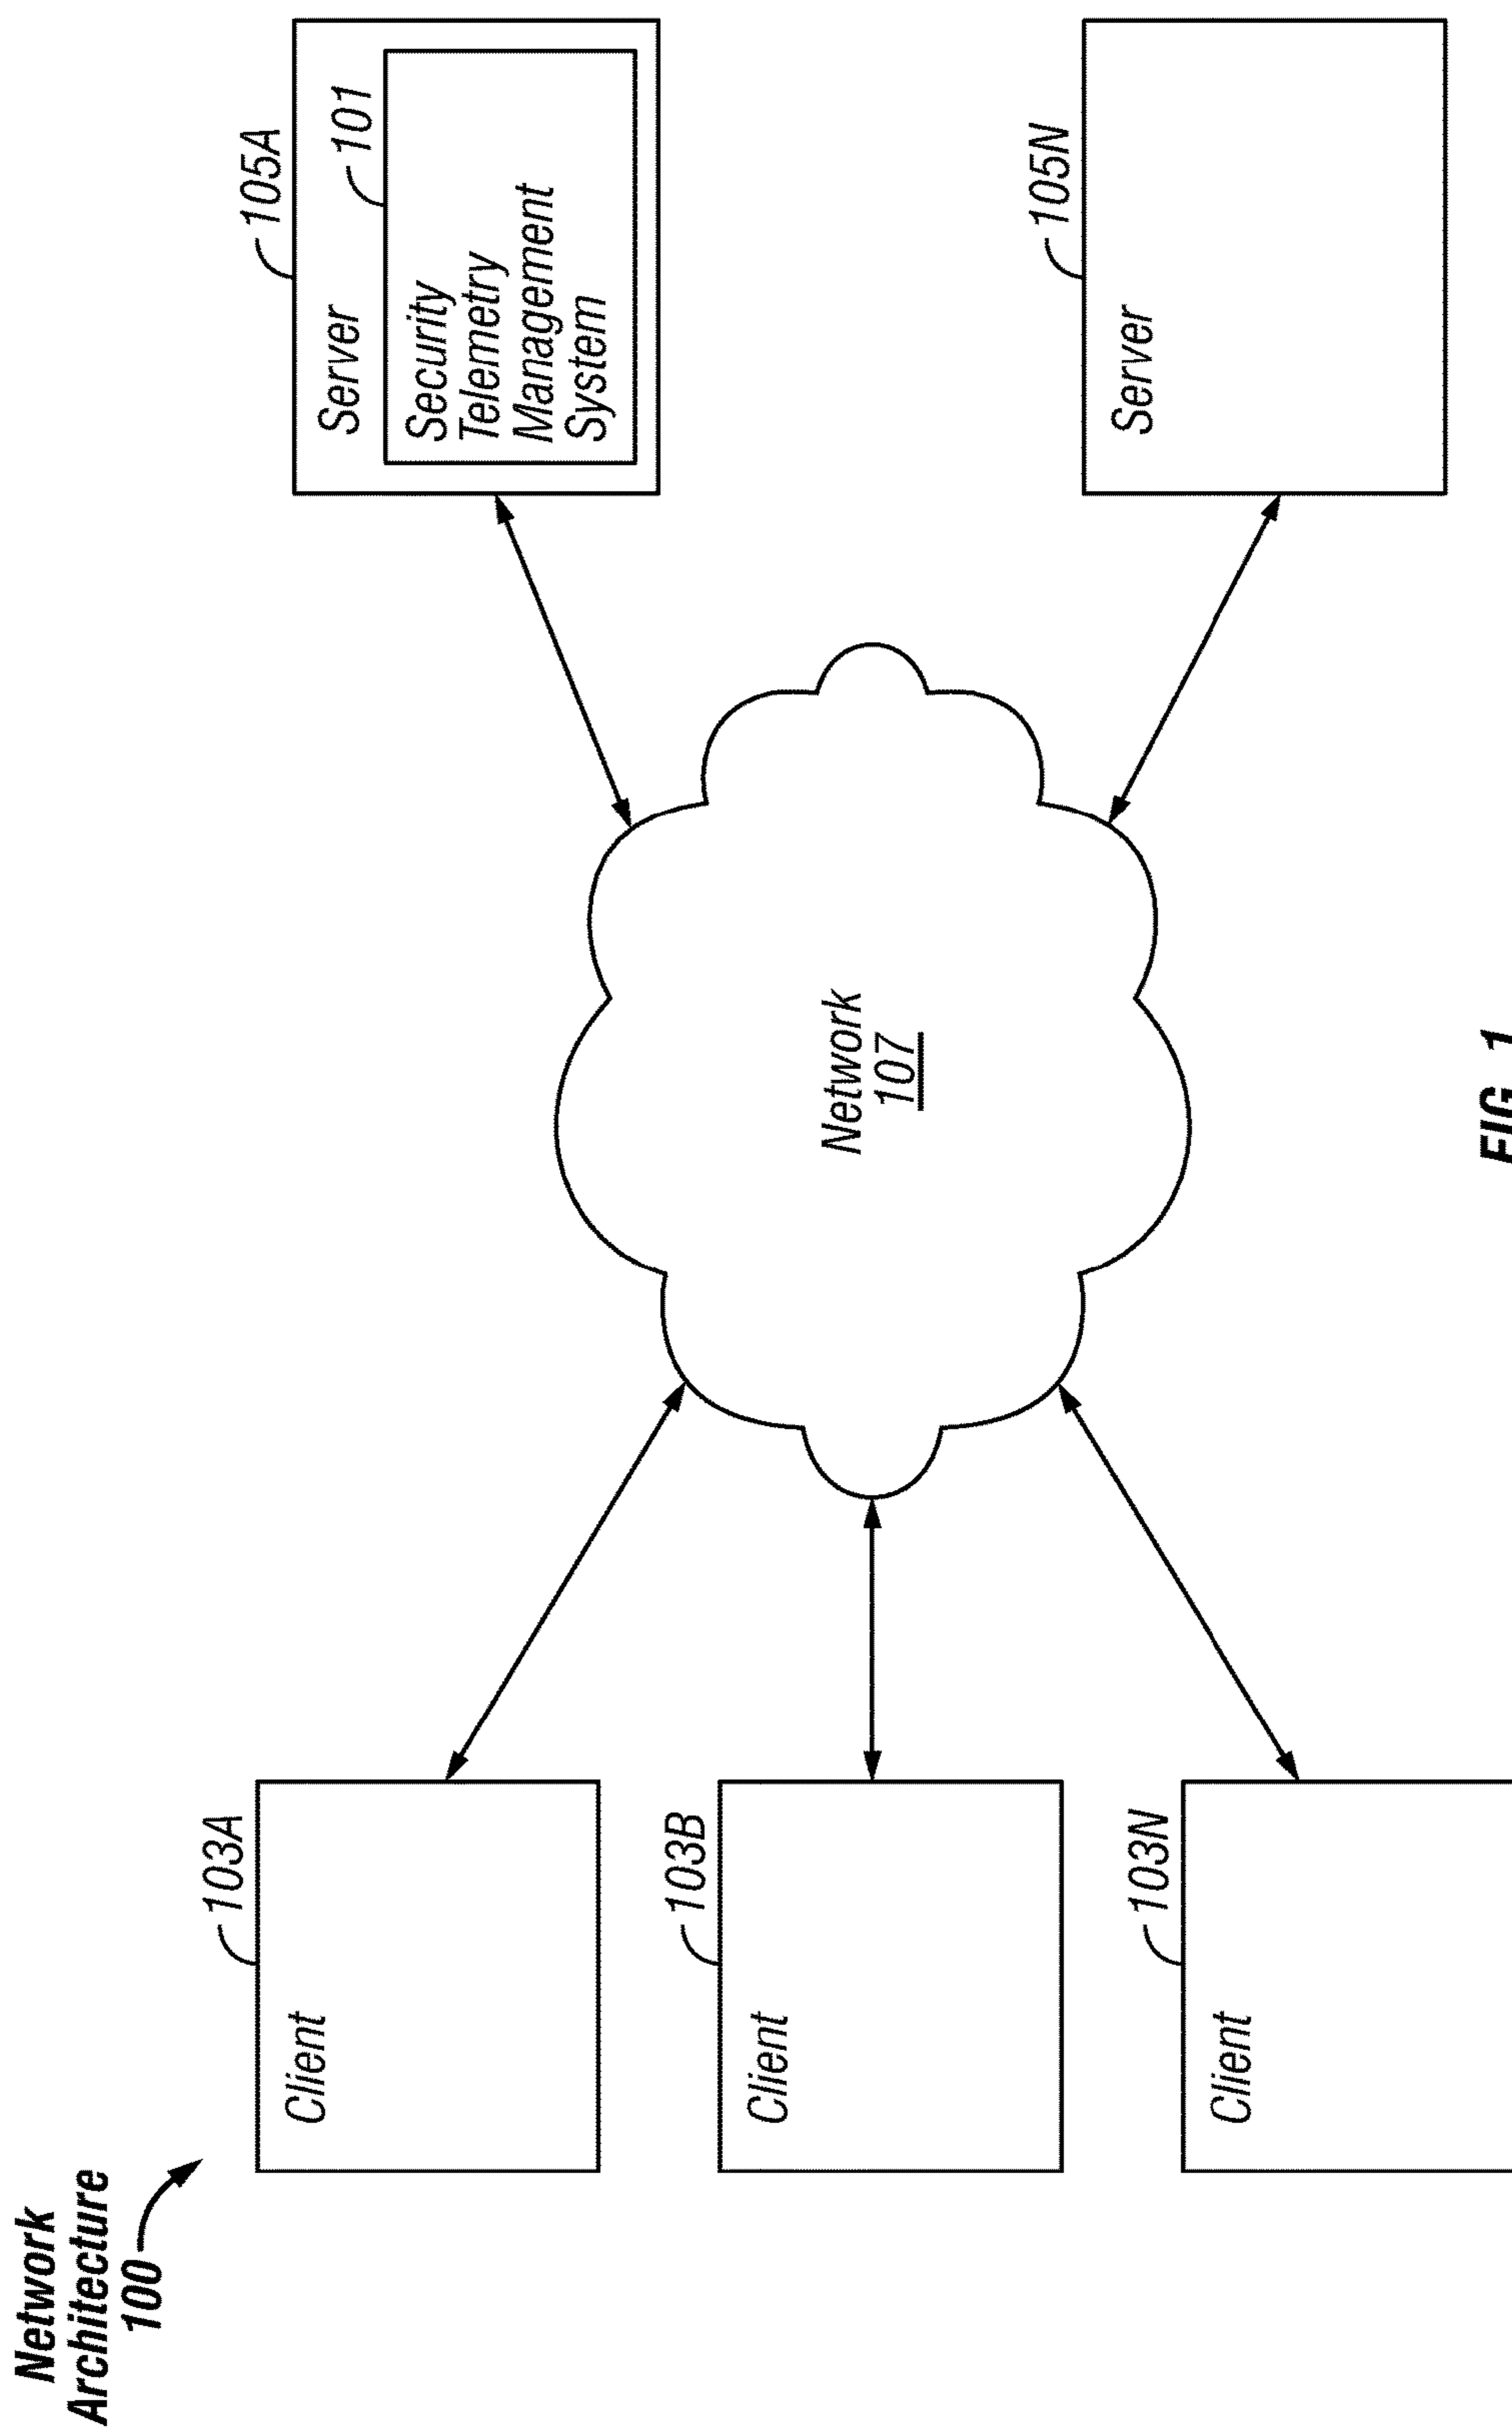 Network
Architecture
100
103A
Client
103B
Client
103N
Client
Network
107
105A
Server
101
Security
Telemetry
Management
System
105N
Server
FIG. 1